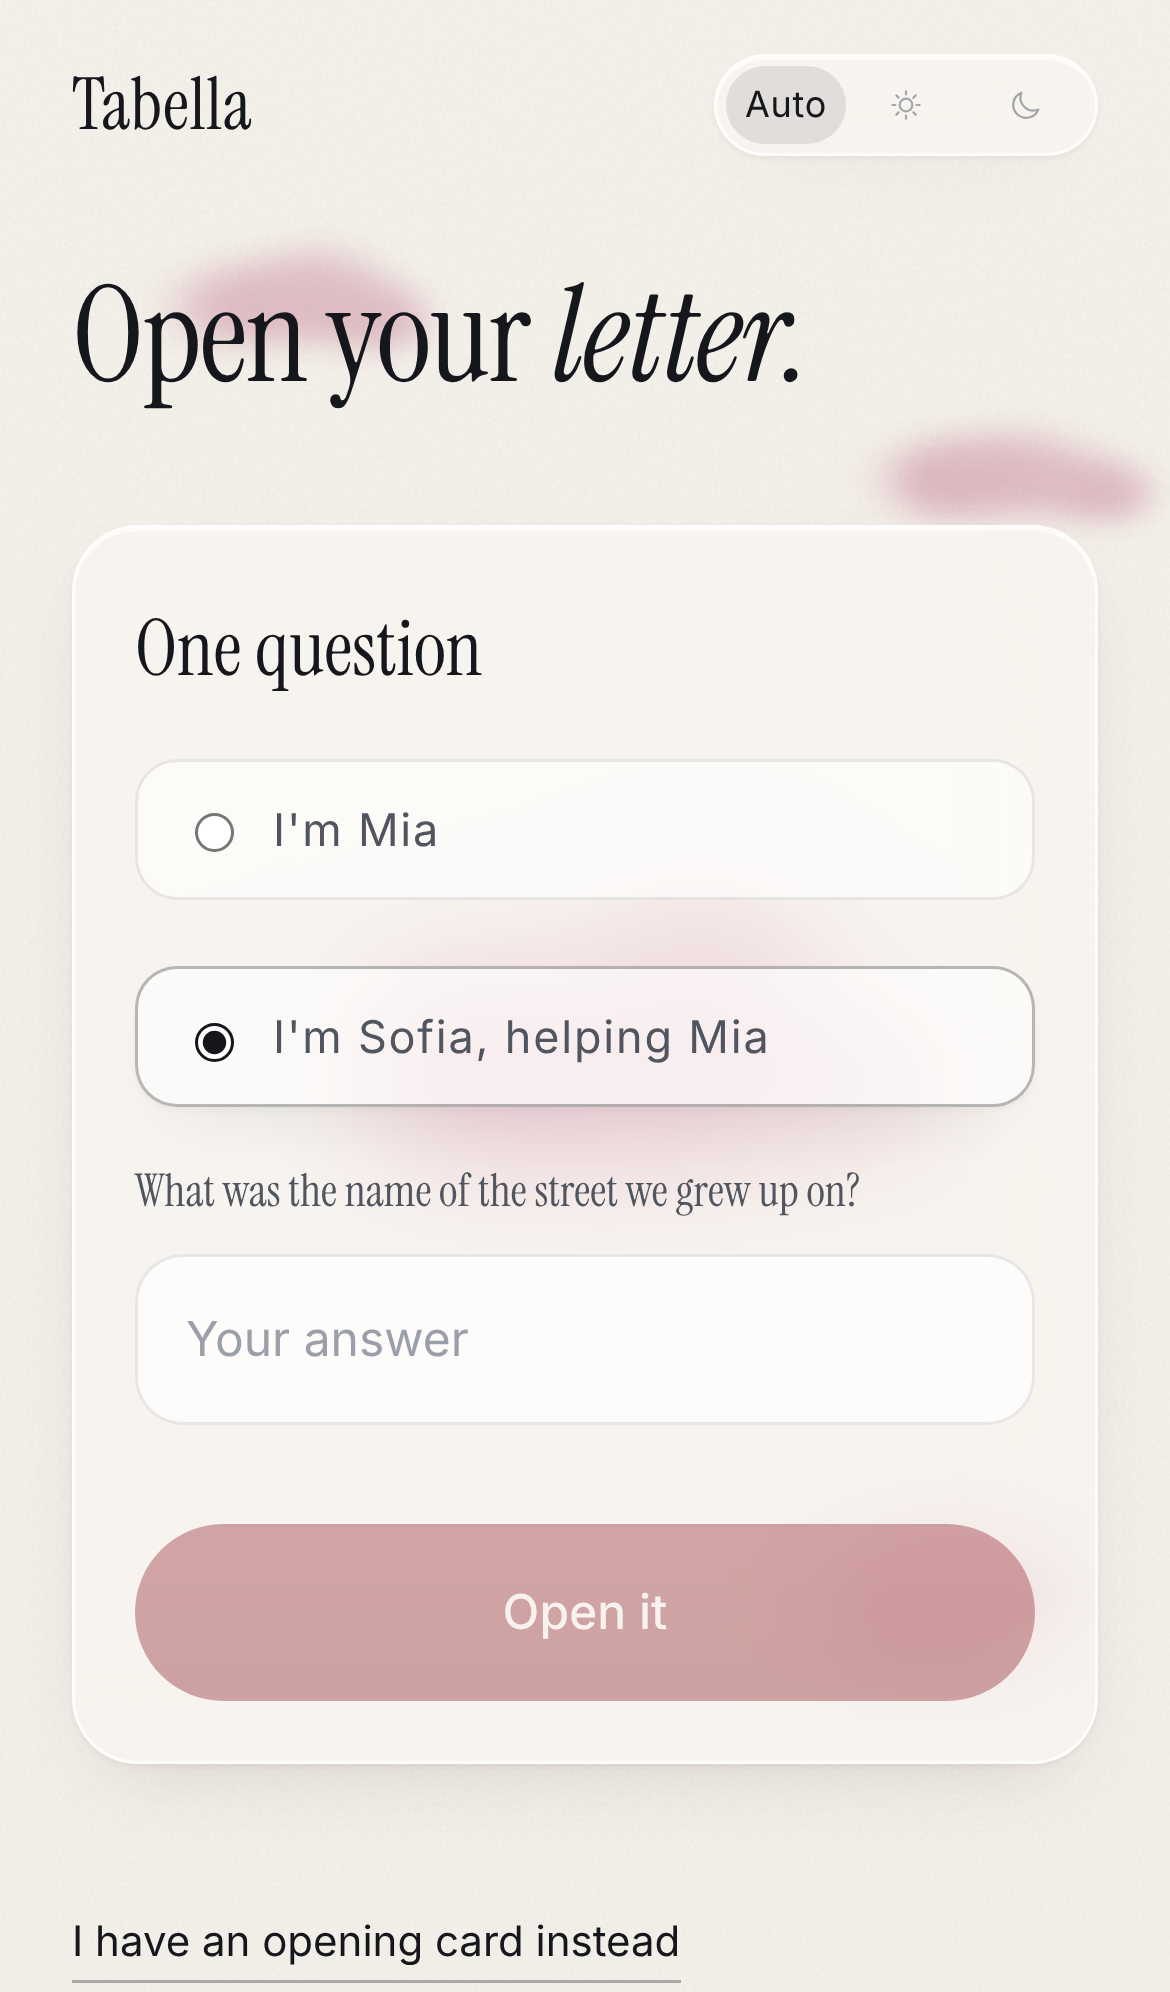 Tabella
Auto
Open your letter.
One question
I'm Mia
I'm Sofia, helping Mia
What was the name of the street we grew up on?
Your answer
Open it
I have an opening card instead